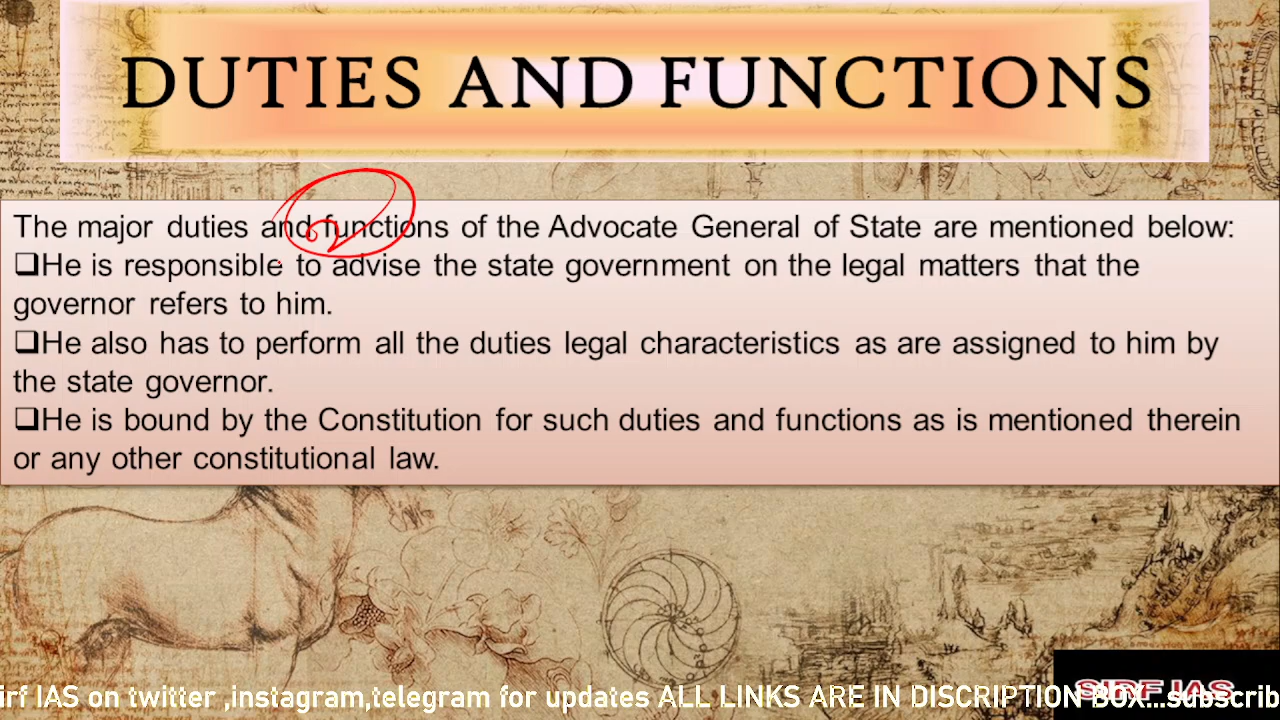 DUTIES AND FUNCTIONS
The major duties and functions of the Advocate General of State are mentioned below:
❑He is responsible to advise the state government on the legal matters that the
governor refers to him.
❑He also has to perform all the duties legal characteristics as are assigned to him by
the state governor.
❑He is bound by the Constitution for such duties and functions as is mentioned therein
or any other constitutional law.
SIRF IAS
irf IAS on twitter ,instagram,telegram for updates ALL LINKS ARE IN DISCRIPTION BOX...subscrib